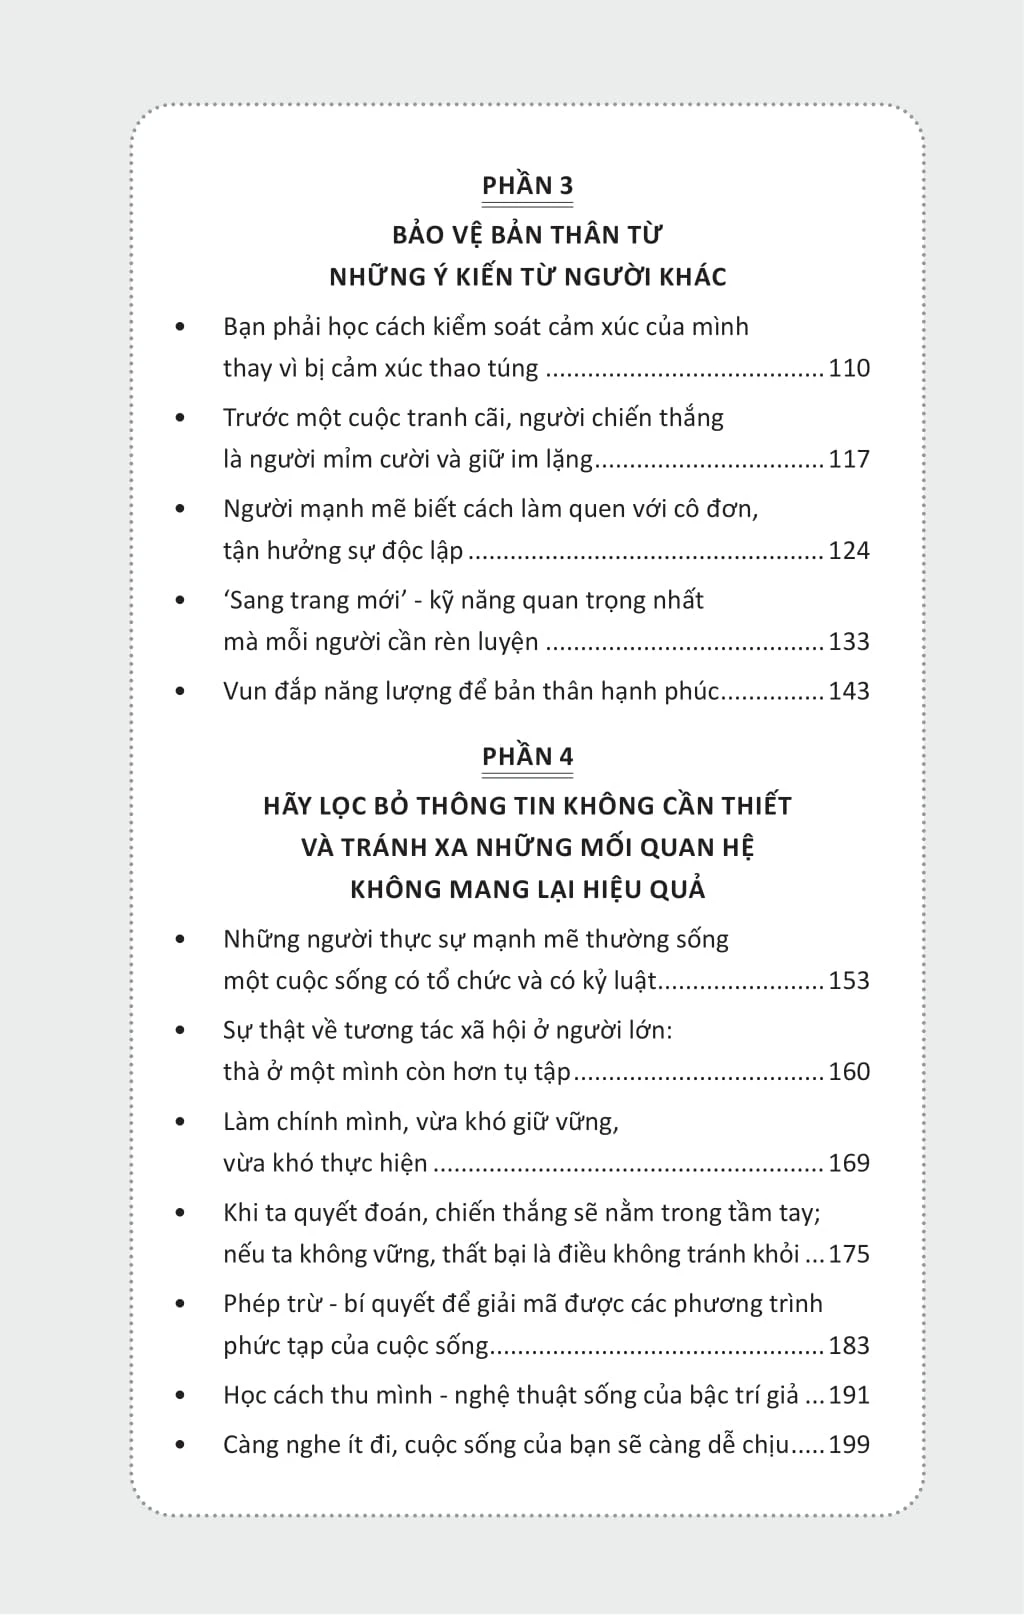 PHẦN 3
BẢO VỆ BẢN THÂN TỪ
NHỮNG Ý KIẾN TỪ NGƯỜI KHÁC
• Bạn phải học cách kiểm soát cảm xúc của mình
thay vì bị cảm xúc thao túng ........................................ 110
• Trước một cuộc tranh cãi, người chiến thắng
là người mỉm cười và giữ im lặng................................. 117
• Người mạnh mẽ biết cách làm quen với cô đơn,
tận hưởng sự độc lập ................................................... 124
• ‘Sang trang mới’ - kỹ năng quan trọng nhất
mà mỗi người cần rèn luyện ........................................ 133
• Vun đắp năng lượng để bản thân hạnh phúc............... 143
PHẦN 4
HÃY LỌC BỎ THÔNG TIN KHÔNG CẦN THIẾT
VÀ TRÁNH XA NHỮNG MỐI QUAN HỆ
KHÔNG MANG LẠI HIỆU QUẢ
• Những người thực sự mạnh mẽ thường sống
một cuộc sống có tổ chức và có kỷ luật........................ 153
• Sự thật về tương tác xã hội ở người lớn:
thà ở một mình còn hơn tụ tập.................................... 160
• Làm chính mình, vừa khó giữ vững,
vừa khó thực hiện ........................................................ 169
• Khi ta quyết đoán, chiến thắng sẽ nằm trong tầm tay;
nếu ta không vững, thất bại là điều không tránh khỏi ... 175
• Phép trừ - bí quyết để giải mã được các phương trình
phức tạp của cuộc sống................................................ 183
• Học cách thu mình - nghệ thuật sống của bậc trí giả ... 191
• Càng nghe ít đi, cuộc sống của bạn sẽ càng dễ chịu..... 199